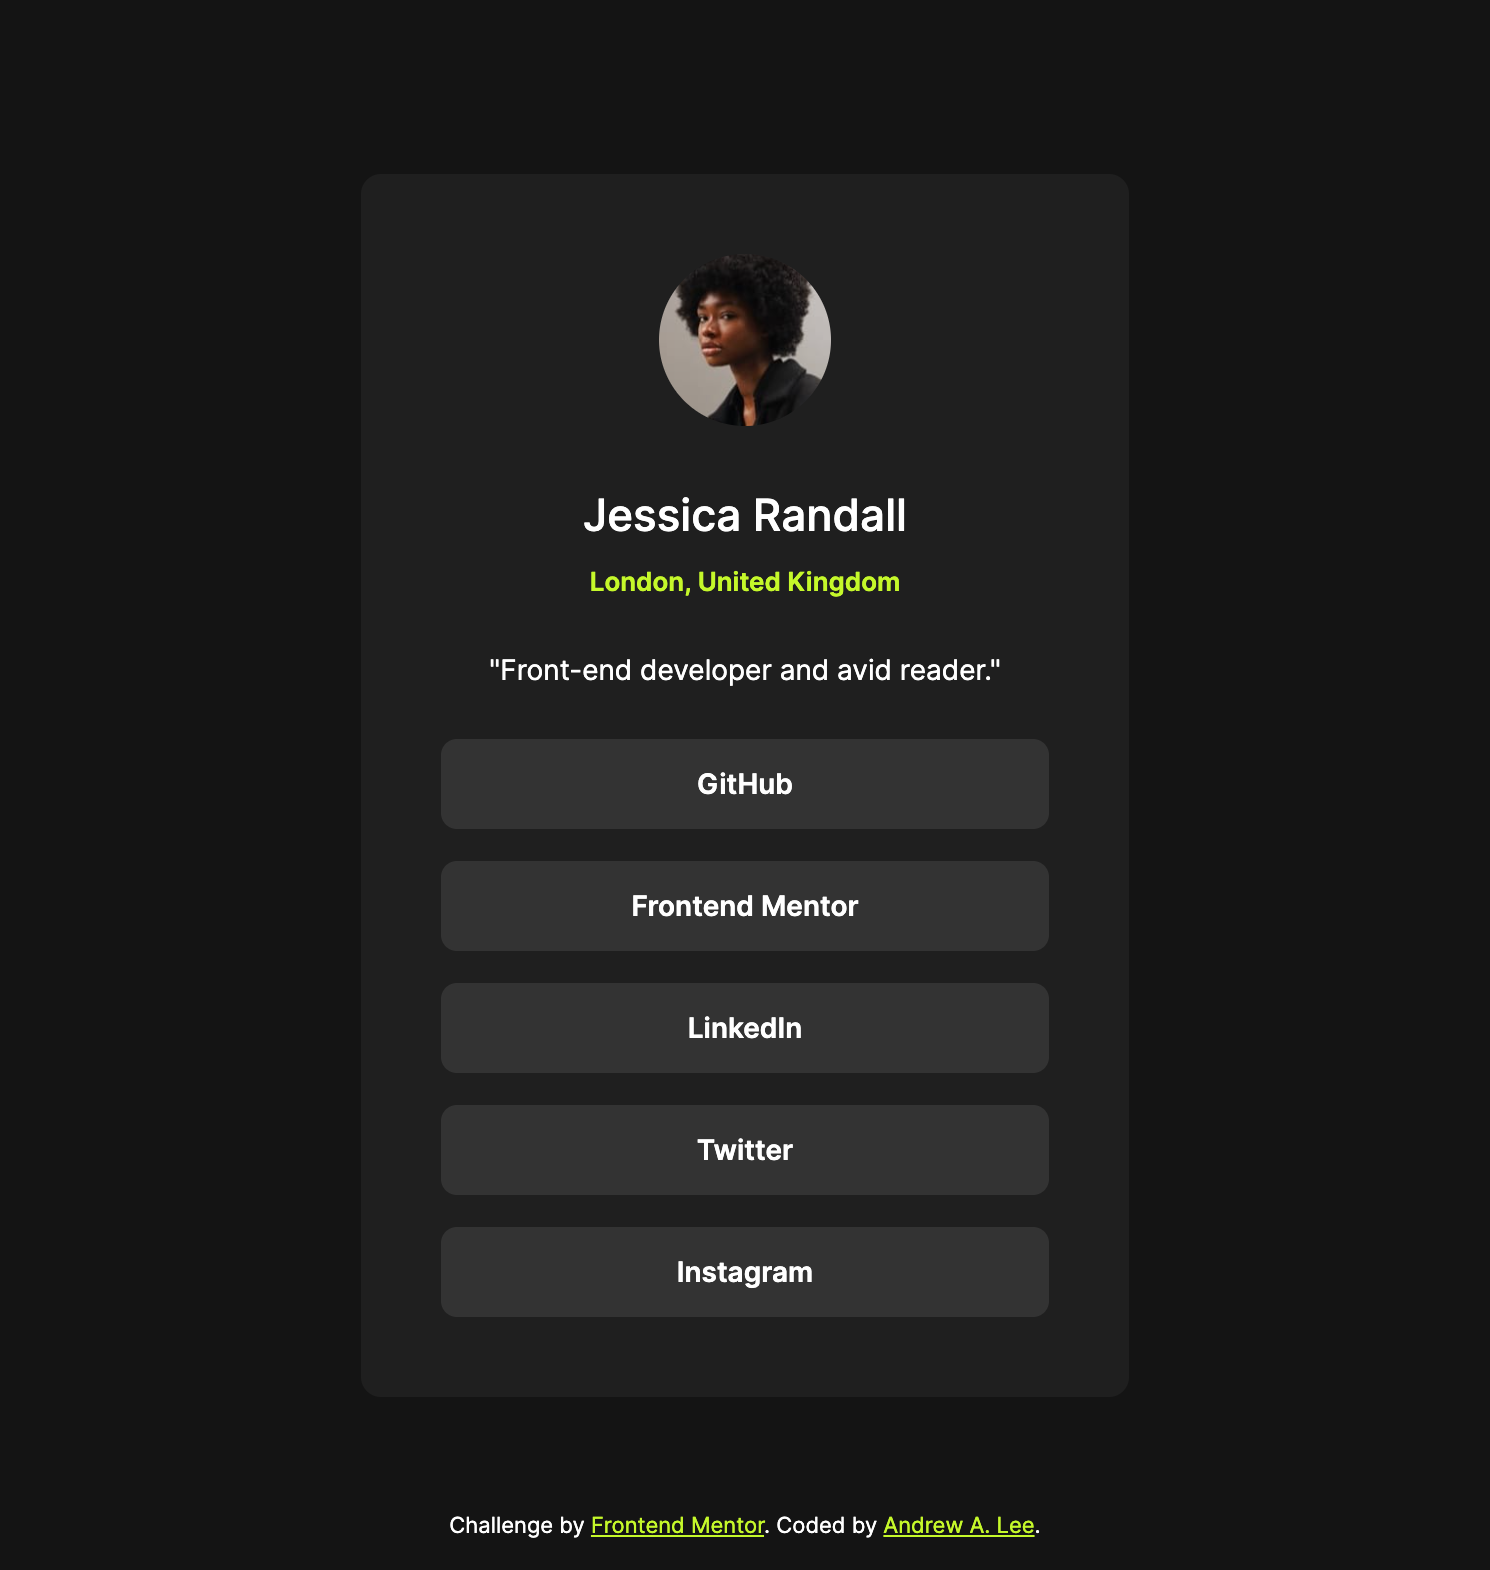 Jessica Randall
London, United Kingdom
"Front-end developer and avid reader."
GitHub
Frontend Mentor
LinkedIn
Twitter
Instagram
Challenge by Frontend Mentor. Coded by Andrew A. Lee.